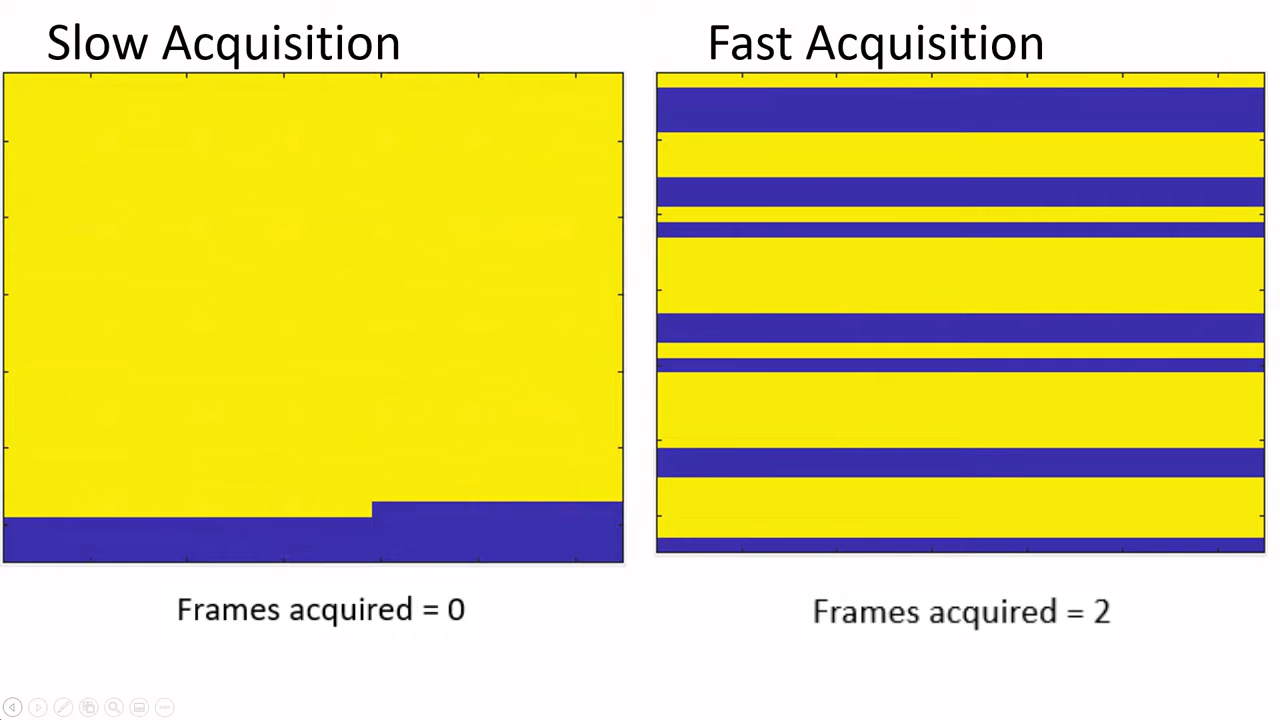 Slow Acquisition
Fast Acquisition
Frames acquired = 0
Frames acquired = 2